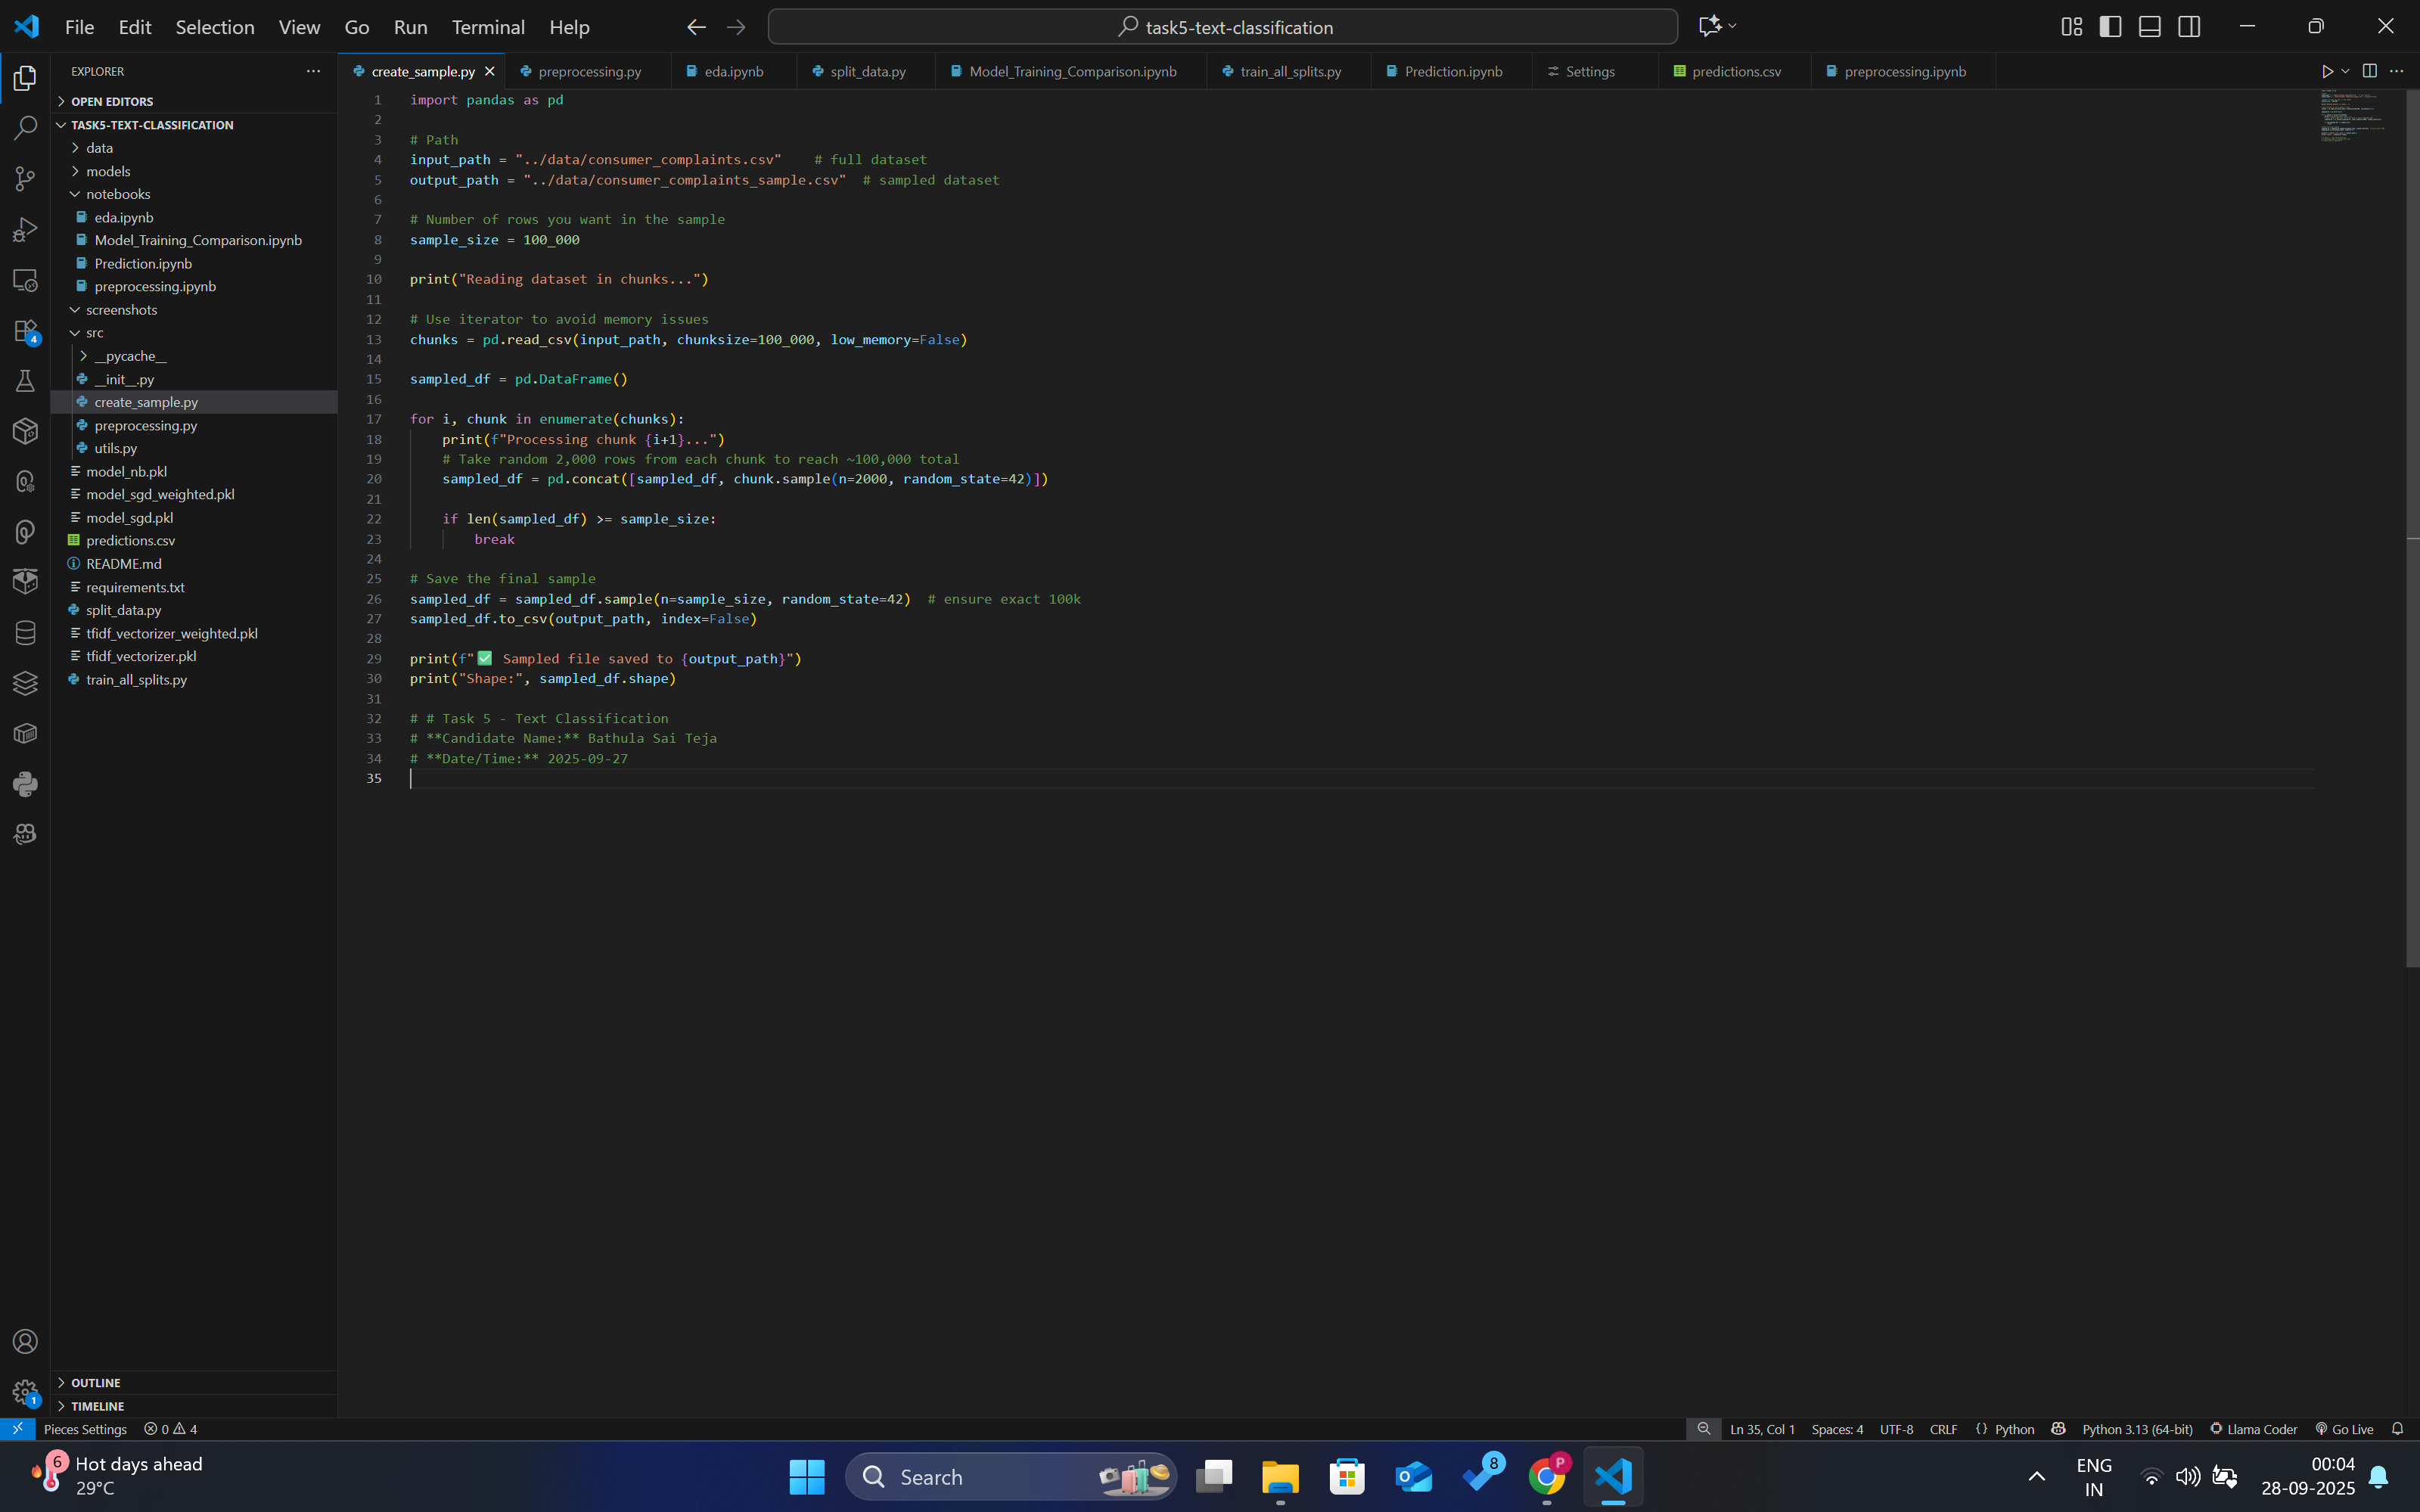 File Edit Selection View Go Run Terminal Help
task5-text-classification
EXPLORER
OPEN EDITORS
TASK5-TEXT-CLASSIFICATION
data
models
notebooks
eda.ipynb
Model_Training_Comparison.ipynb
Prediction.ipynb
preprocessing.ipynb
screenshots
src
__pycache__
__init__.py
create_sample.py
preprocessing.py
utils.py
model_nb.pkl
model_sgd_weighted.pkl
model_sgd.pkl
predictions.csv
README.md
requirements.txt
split_data.py
tfidf_vectorizer_weighted.pkl
tfidf_vectorizer.pkl
train_all_splits.py
OUTLINE
TIMELINE
4
1
create_sample.py preprocessing.py eda.ipynb split_data.py Model_Training_Comparison.ipynb train_all_splits.py Prediction.ipynb Settings predictions.csv preprocessing.ipynb
1 import pandas as pd
2
3 # Path
4 input_path = "../data/consumer_complaints.csv"    # full dataset
5 output_path = "../data/consumer_complaints_sample.csv"  # sampled dataset
6
7 # Number of rows you want in the sample
8 sample_size = 100_000
9
10 print("Reading dataset in chunks...")
11
12 # Use iterator to avoid memory issues
13 chunks = pd.read_csv(input_path, chunksize=100_000, low_memory=False)
14
15 sampled_df = pd.DataFrame()
16
17 for i, chunk in enumerate(chunks):
18     print(f"Processing chunk {i+1}...")
19     # Take random 2,000 rows from each chunk to reach ~100,000 total
20     sampled_df = pd.concat([sampled_df, chunk.sample(n=2000, random_state=42)])
21
22     if len(sampled_df) >= sample_size:
23         break
24
25 # Save the final sample
26 sampled_df = sampled_df.sample(n=sample_size, random_state=42)  # ensure exact 100k
27 sampled_df.to_csv(output_path, index=False)
28
29 print(f"✅ Sampled file saved to {output_path}")
30 print("Shape:", sampled_df.shape)
31
32 # # Task 5 - Text Classification
33 # **Candidate Name:** Bathula Sai Teja
34 # **Date/Time:** 2025-09-27
35
Pieces Settings 0 4 Ln 35, Col 1 Spaces: 4 UTF-8 CRLF {} Python Python 3.13 (64-bit) Llama Coder Go Live
6
Hot days ahead
29°C
Search
8
P
ENG
IN
00:04
28-09-2025